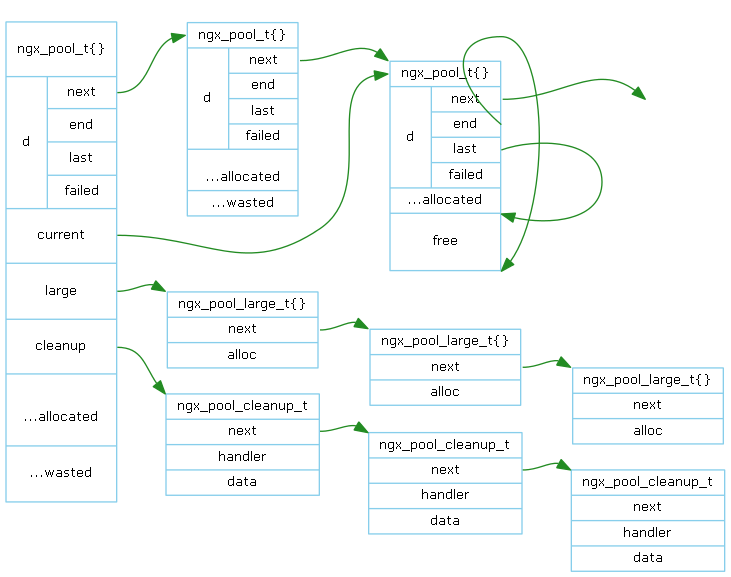 ngx_pool_t{}
d
next
end
last
failed
current
large
cleanup
...allocated
...wasted
ngx_pool_t{}
d
next
end
last
failed
...allocated
...wasted
ngx_pool_t{}
d
next
end
last
failed
...allocated
free
ngx_pool_large_t{}
next
alloc
ngx_pool_large_t{}
next
alloc
ngx_pool_large_t{}
next
alloc
ngx_pool_cleanup_t
next
handler
data
ngx_pool_cleanup_t
next
handler
data
ngx_pool_cleanup_t
next
handler
data